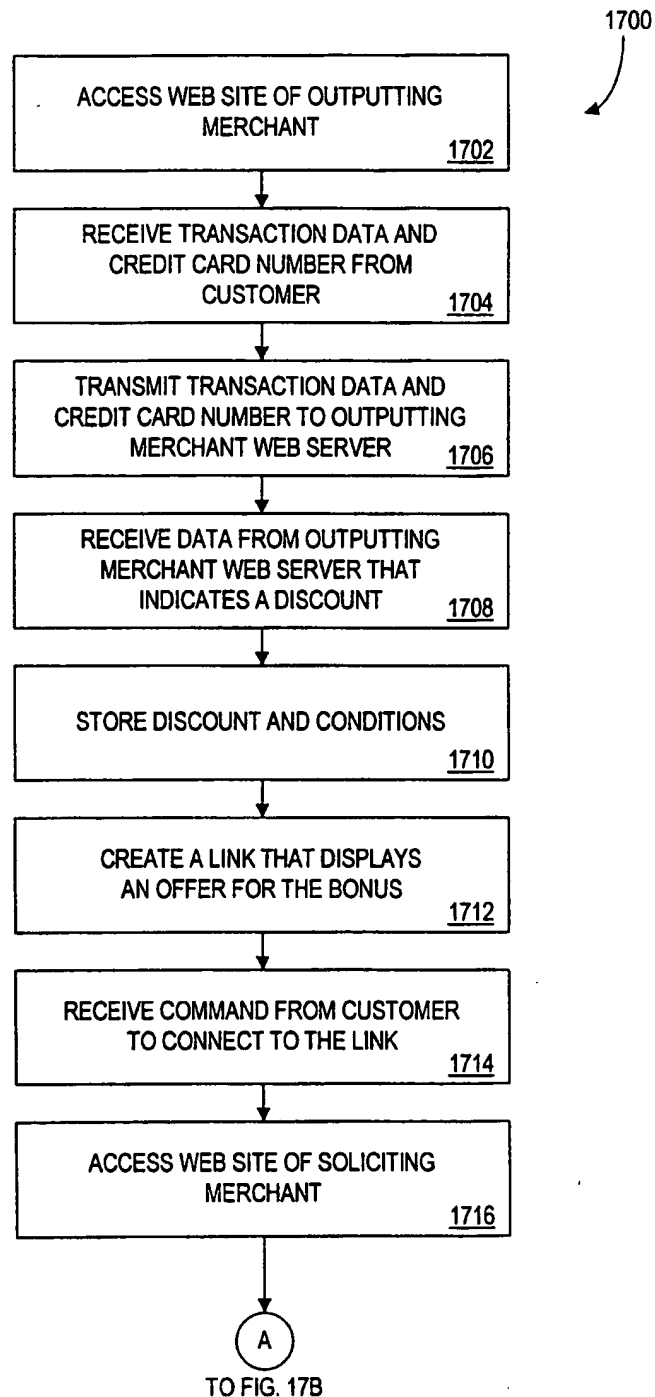 1700
ACCESS WEB SITE OF OUTPUTTING
MERCHANT
1702
RECEIVE TRANSACTION DATA AND
CREDIT CARD NUMBER FROM
CUSTOMER
1704
TRANSMIT TRANSACTION DATA AND
CREDIT CARD NUMBER TO OUTPUTTING
MERCHANT WEB SERVER
1706
RECEIVE DATA FROM OUTPUTTING
MERCHANT WEB SERVER THAT
INDICATES A DISCOUNT
1708
STORE DISCOUNT AND CONDITIONS
1710
CREATE A LINK THAT DISPLAYS
AN OFFER FOR THE BONUS
1712
RECEIVE COMMAND FROM CUSTOMER
TO CONNECT TO THE LINK
1714
ACCESS WEB SITE OF SOLICITING
MERCHANT
1716
A
TO FIG. 17B